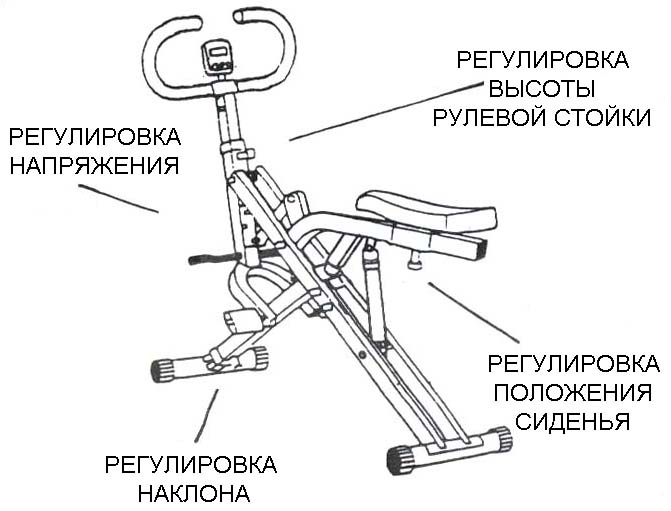 РЕГУЛИРОВКА
ВЫСОТЫ
РУЛЕВОЙ СТОЙКИ
РЕГУЛИРОВКА
НАПРЯЖЕНИЯ
РЕГУЛИРОВКА
ПОЛОЖЕНИЯ
СИДЕНЬЯ
РЕГУЛИРОВКА
НАКЛОНА